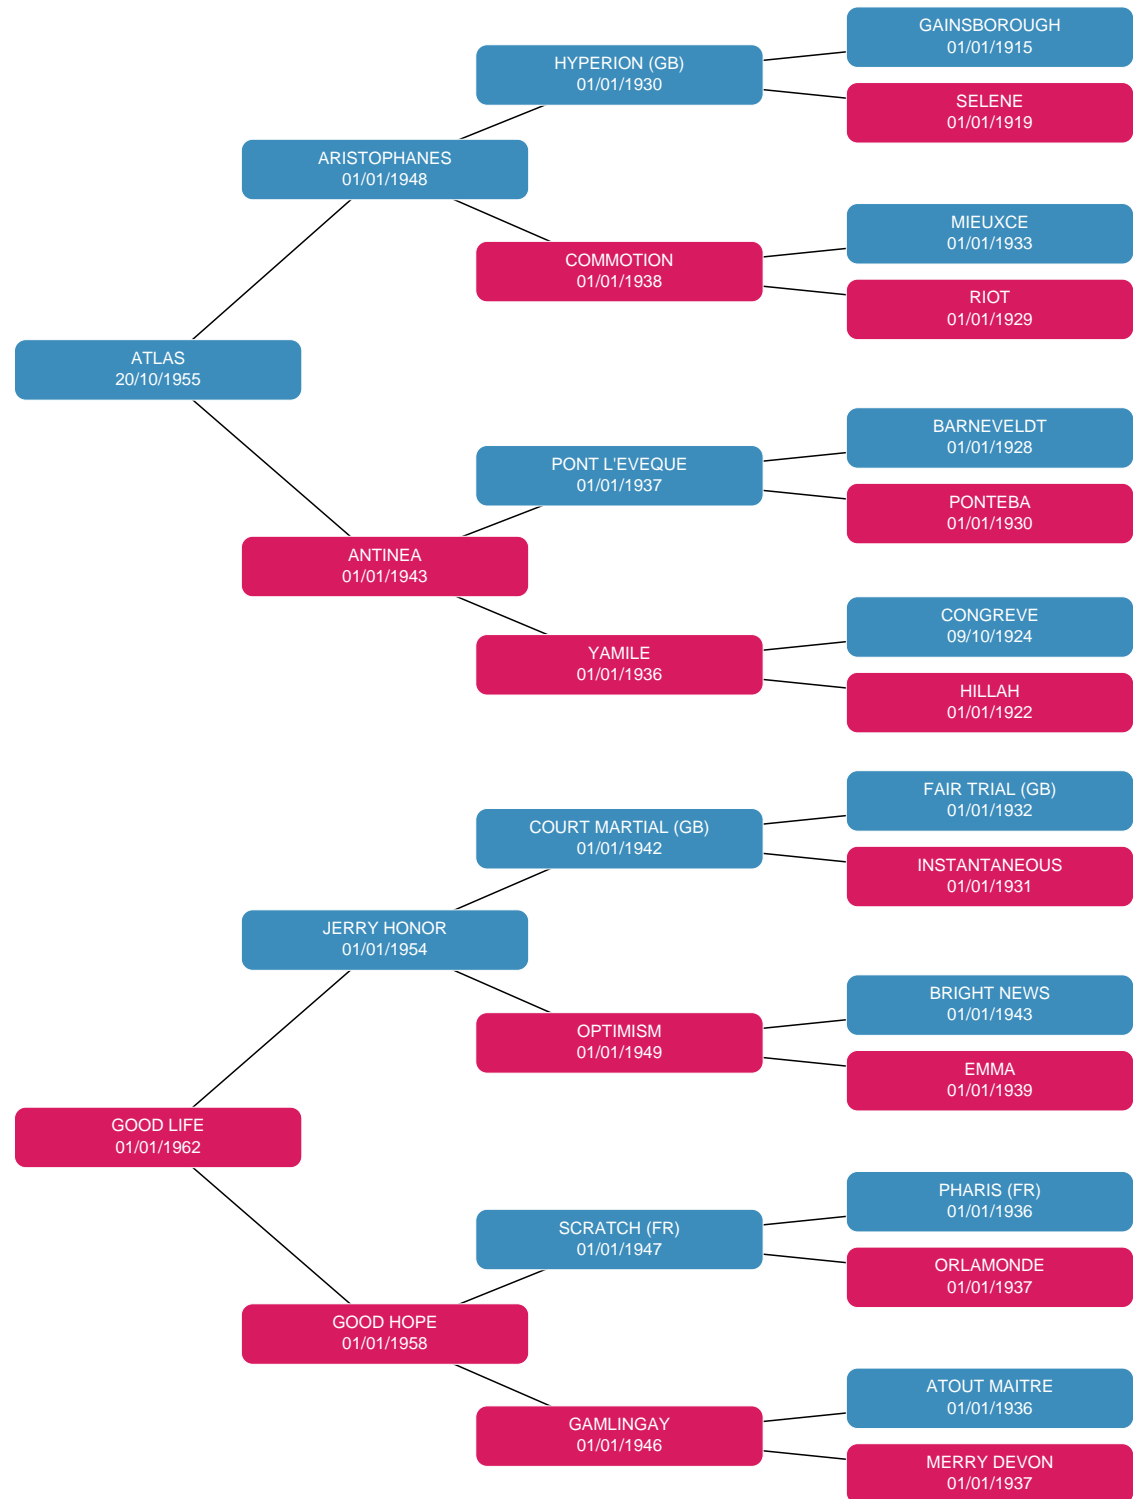 GAINSBOROUGH
01/01/1915
HYPERION (GB)
01/01/1930
SELENE
01/01/1919
ARISTOPHANES
01/01/1948
MIEUXCE
01/01/1933
COMMOTION
01/01/1938
RIOT
01/01/1929
ATLAS
20/10/1955
BARNEVELDT
01/01/1928
PONT L'EVEQUE
01/01/1937
PONTEBA
01/01/1930
ANTINEA
01/01/1943
CONGREVE
09/10/1924
YAMILE
01/01/1936
HILLAH
01/01/1922
FAIR TRIAL (GB)
01/01/1932
COURT MARTIAL (GB)
01/01/1942
INSTANTANEOUS
01/01/1931
JERRY HONOR
01/01/1954
BRIGHT NEWS
01/01/1943
OPTIMISM
01/01/1949
EMMA
01/01/1939
GOOD LIFE
01/01/1962
PHARIS (FR)
01/01/1936
SCRATCH (FR)
01/01/1947
ORLAMONDE
01/01/1937
GOOD HOPE
01/01/1958
ATOUT MAITRE
01/01/1936
GAMLINGAY
01/01/1946
MERRY DEVON
01/01/1937